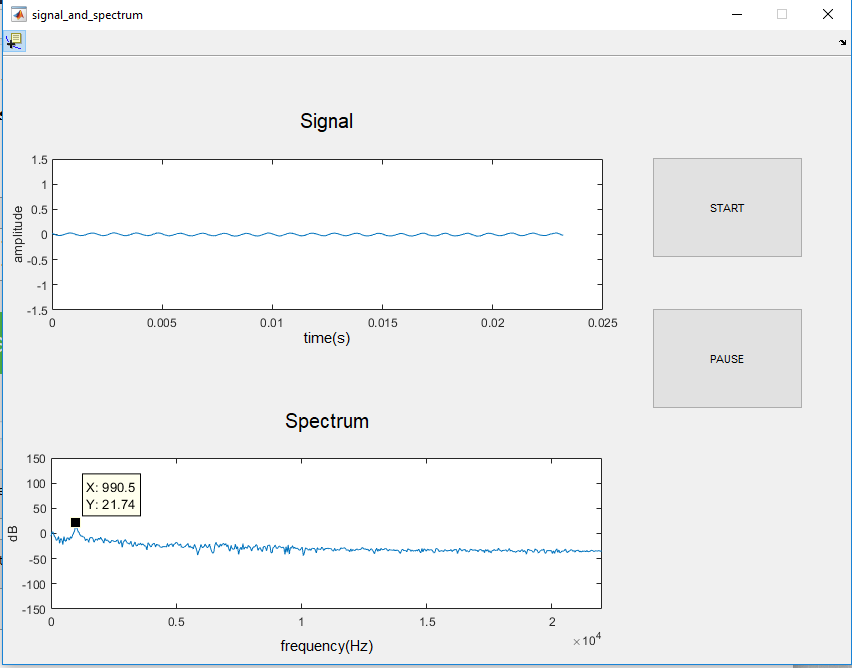 signal_and_spectrum
Signal
1.5
1
0.5
0
-0.5
-1
-1.5
amplitude
0 0.005 0.01 0.015 0.02 0.025
time(s)
START
PAUSE
Spectrum
150
100
50
0
-50
-100
-150
dB
X: 990.5
Y: 21.74
0 0.5 1 1.5 2
×10⁴
frequency(Hz)